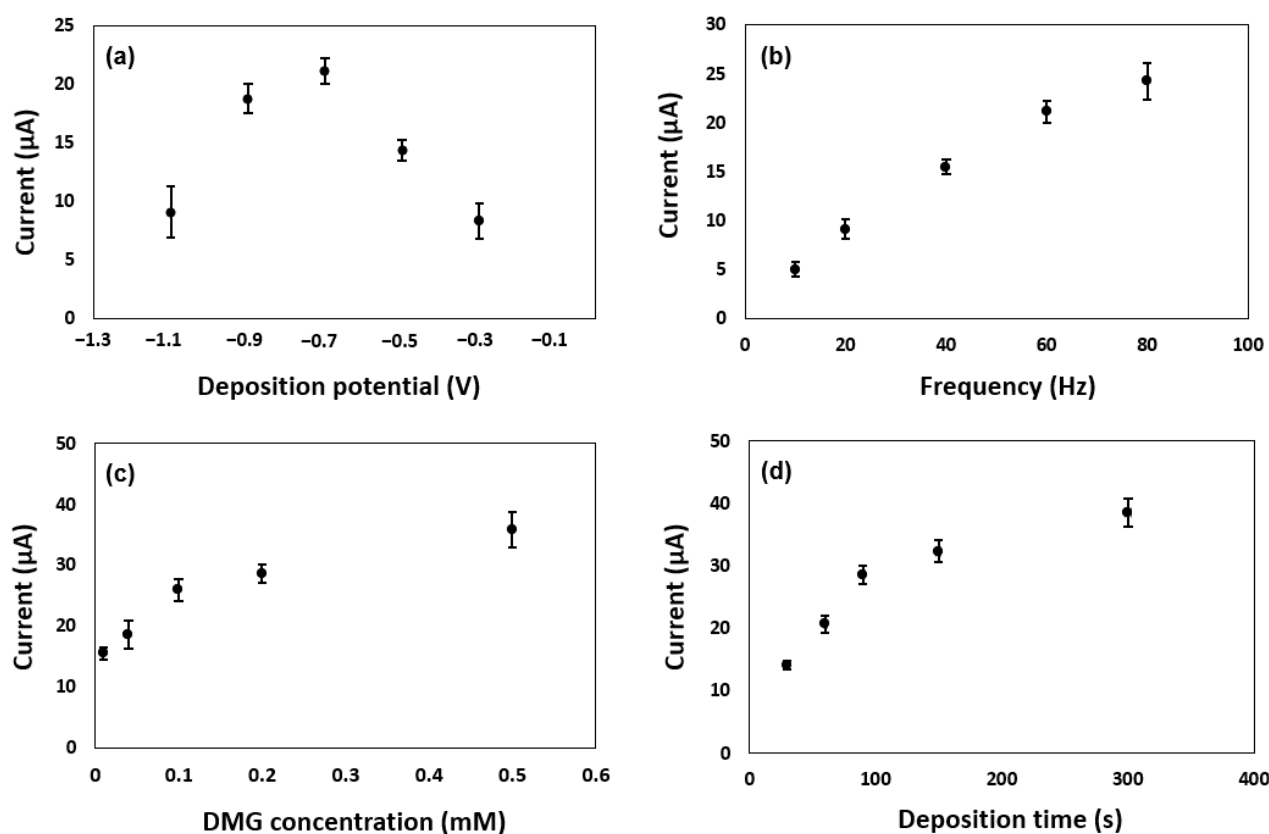 (a)
Current (µA)
25
20
15
10
5
0
−1.3 −1.1 −0.9 −0.7 −0.5 −0.3 −0.1
Deposition potential (V)
(b)
Current (µA)
30
25
20
15
10
5
0
0 20 40 60 80 100
Frequency (Hz)
(c)
Current (µA)
50
40
30
20
10
0
0 0.1 0.2 0.3 0.4 0.5 0.6
DMG concentration (mM)
(d)
Current (µA)
50
40
30
20
10
0
0 100 200 300 400
Deposition time (s)